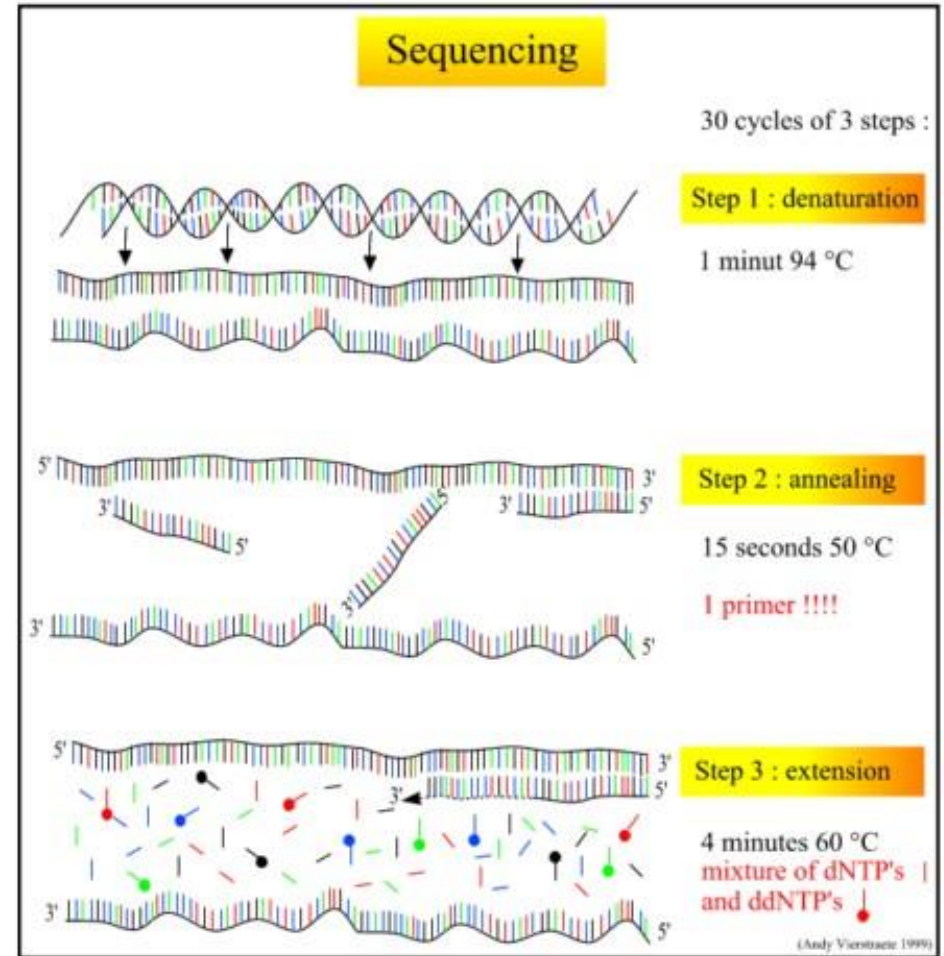 Sequencing
30 cycles of 3 steps :
Step 1 : denaturation
1 minut 94 °C
5'
3'
Step 2 : annealing
3'
5'
3'
5'
5'
15 seconds 50 °C
1 primer !!!!
3'
3'
5'
5'
3'
Step 3 : extension
3'
5'
4 minutes 60 °C
mixture of dNTP's
and ddNTP's
3'
5'
(Andy Vierstraete 1999)